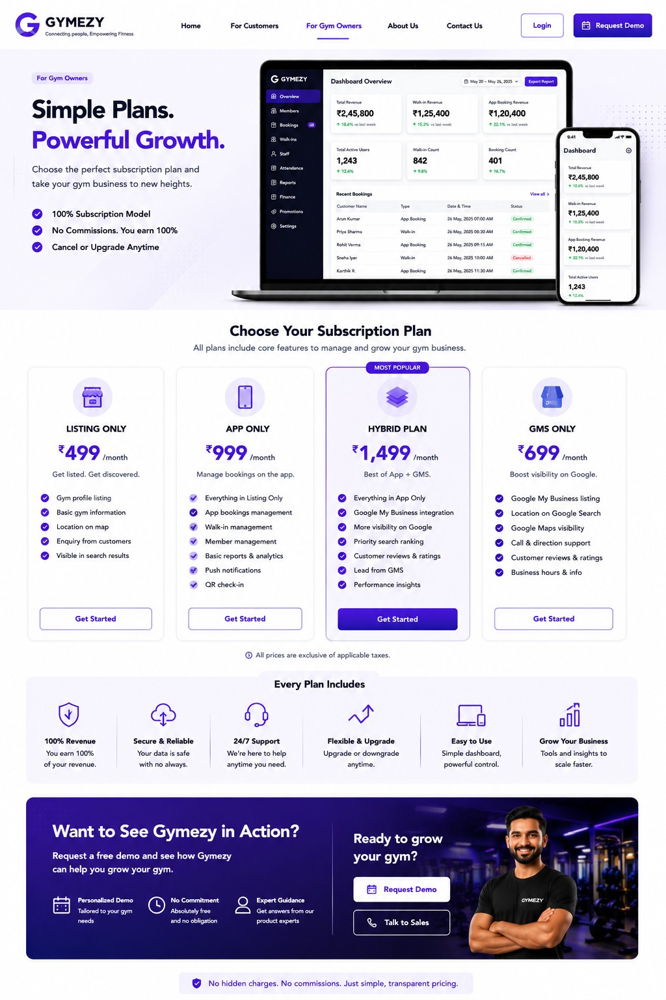 GYMEZY
Connecting people, Empowering Fitness
Home
For Customers
For Gym Owners
About Us
Contact Us
Login
Request Demo
For Gym Owners
Simple Plans.
Powerful Growth.
Choose the perfect subscription plan and
take your gym business to new heights.
100% Subscription Model
No Commissions. You earn 100%
Cancel or Upgrade Anytime
GYMEZY
Overview
Members
Bookings
Walk-ins
Staff
Attendance
Reports
Finance
Promotions
Settings
Dashboard Overview
May 20 – May 26, 2025
Export Report
Total Revenue
₹2,45,800
↑ 18.6% vs last week
Walk-in Revenue
₹1,25,400
↑ 15.3% vs last week
App Booking Revenue
₹1,20,400
↑ 22.1% vs last week
Total Active Users
1,243
↑ 12.4%
Walk-in Count
842
↑ 9.8%
Booking Count
401
↑ 16.7%
Recent Bookings
View all >
Customer Name Type Date & Time Status
Arun Kumar App Booking 26 May, 2025 07:00 AM Confirmed
Priya Sharma Walk-in 26 May, 2025 08:30 AM Confirmed
Rohit Verma App Booking 26 May, 2025 09:15 AM Confirmed
Sneha Iyer Walk-in 26 May, 2025 10:00 AM Cancelled
Karthik R. App Booking 26 May, 2025 11:30 AM Confirmed
9:41
Dashboard
Total Revenue
₹2,45,800
↑ 18.6% vs last week
Walk-in Revenue
₹1,25,400
↑ 15.3% vs last week
App Booking Revenue
₹1,20,400
↑ 22.1% vs last week
Total Active Users
1,243
↑ 12.4%
Choose Your Subscription Plan
All plans include core features to manage and grow your gym business.
LISTING ONLY
₹499 /month
Get listed. Get discovered.
Gym profile listing
Basic gym information
Location on map
Enquiry from customers
Visible in search results
Get Started
APP ONLY
₹999 /month
Manage bookings on the app.
Everything in Listing Only
App bookings management
Walk-in management
Member management
Basic reports & analytics
Push notifications
QR check-in
Get Started
MOST POPULAR
HYBRID PLAN
₹1,499 /month
Best of App + GMS.
Everything in App Only
Google My Business integration
More visibility on Google
Priority search ranking
Customer reviews & ratings
Lead from GMS
Performance insights
Get Started
GMS ONLY
₹699 /month
Boost visibility on Google.
Google My Business listing
Location on Google Search
Google Maps visibility
Call & direction support
Customer reviews & ratings
Business hours & info
Get Started
All prices are exclusive of applicable taxes.
Every Plan Includes
100% Revenue
You earn 100%
of your revenue.
Secure & Reliable
Your data is safe
with no always.
24/7 Support
We're here to help
anytime you need.
Flexible & Upgrade
Upgrade or downgrade
anytime.
Easy to Use
Simple dashboard,
powerful control.
Grow Your Business
Tools and insights to
scale faster.
Want to See Gymezy in Action?
Request a free demo and see how Gymezy
can help you grow your gym.
Personalized Demo
Tailored to your gym
needs
No Commitment
Absolutely free
and no obligation
Expert Guidance
Get answers from our
product experts
Ready to grow
your gym?
Request Demo
Talk to Sales
GYMEZY
No hidden charges. No commissions. Just simple, transparent pricing.